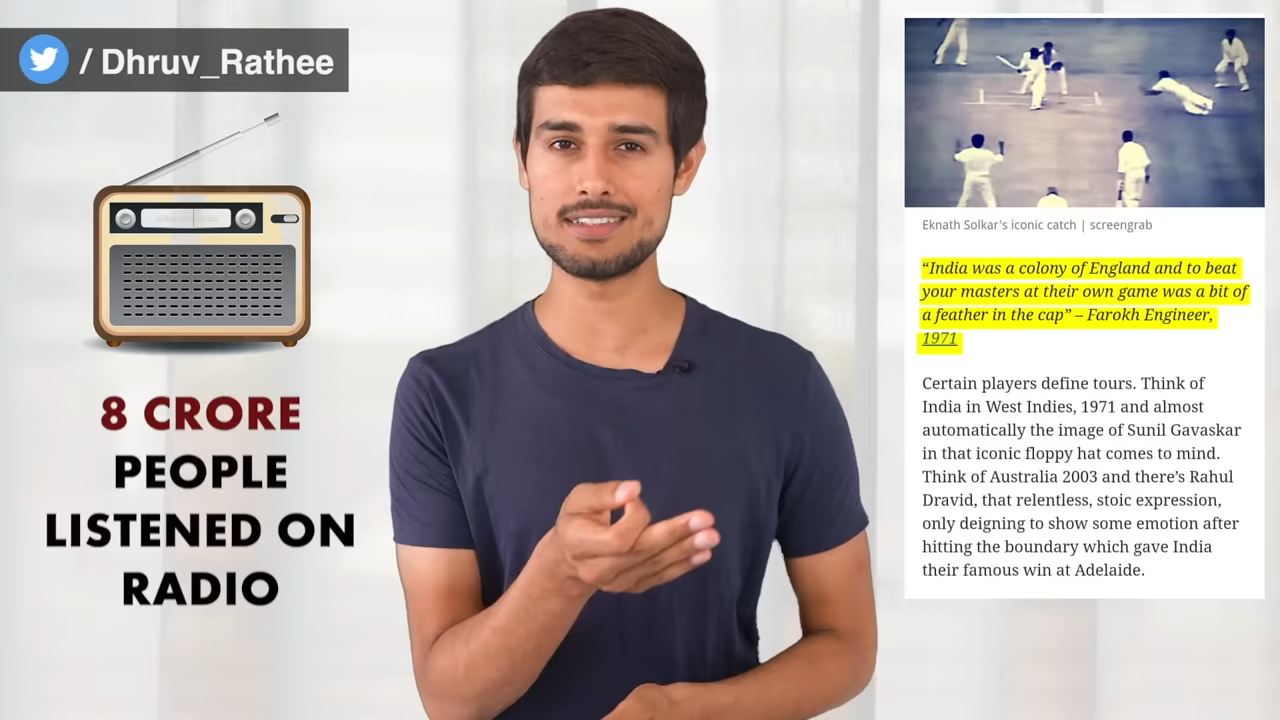 / Dhruv_Rathee
8 CRORE
PEOPLE
LISTENED ON
RADIO
Eknath Solkar's iconic catch | screengrab
“India was a colony of England and to beat
your masters at their own game was a bit of
a feather in the cap” – Farokh Engineer,
1971
Certain players define tours. Think of
India in West Indies, 1971 and almost
automatically the image of Sunil Gavaskar
in that iconic floppy hat comes to mind.
Think of Australia 2003 and there’s Rahul
Dravid, that relentless, stoic expression,
only deigning to show some emotion after
hitting the boundary which gave India
their famous win at Adelaide.